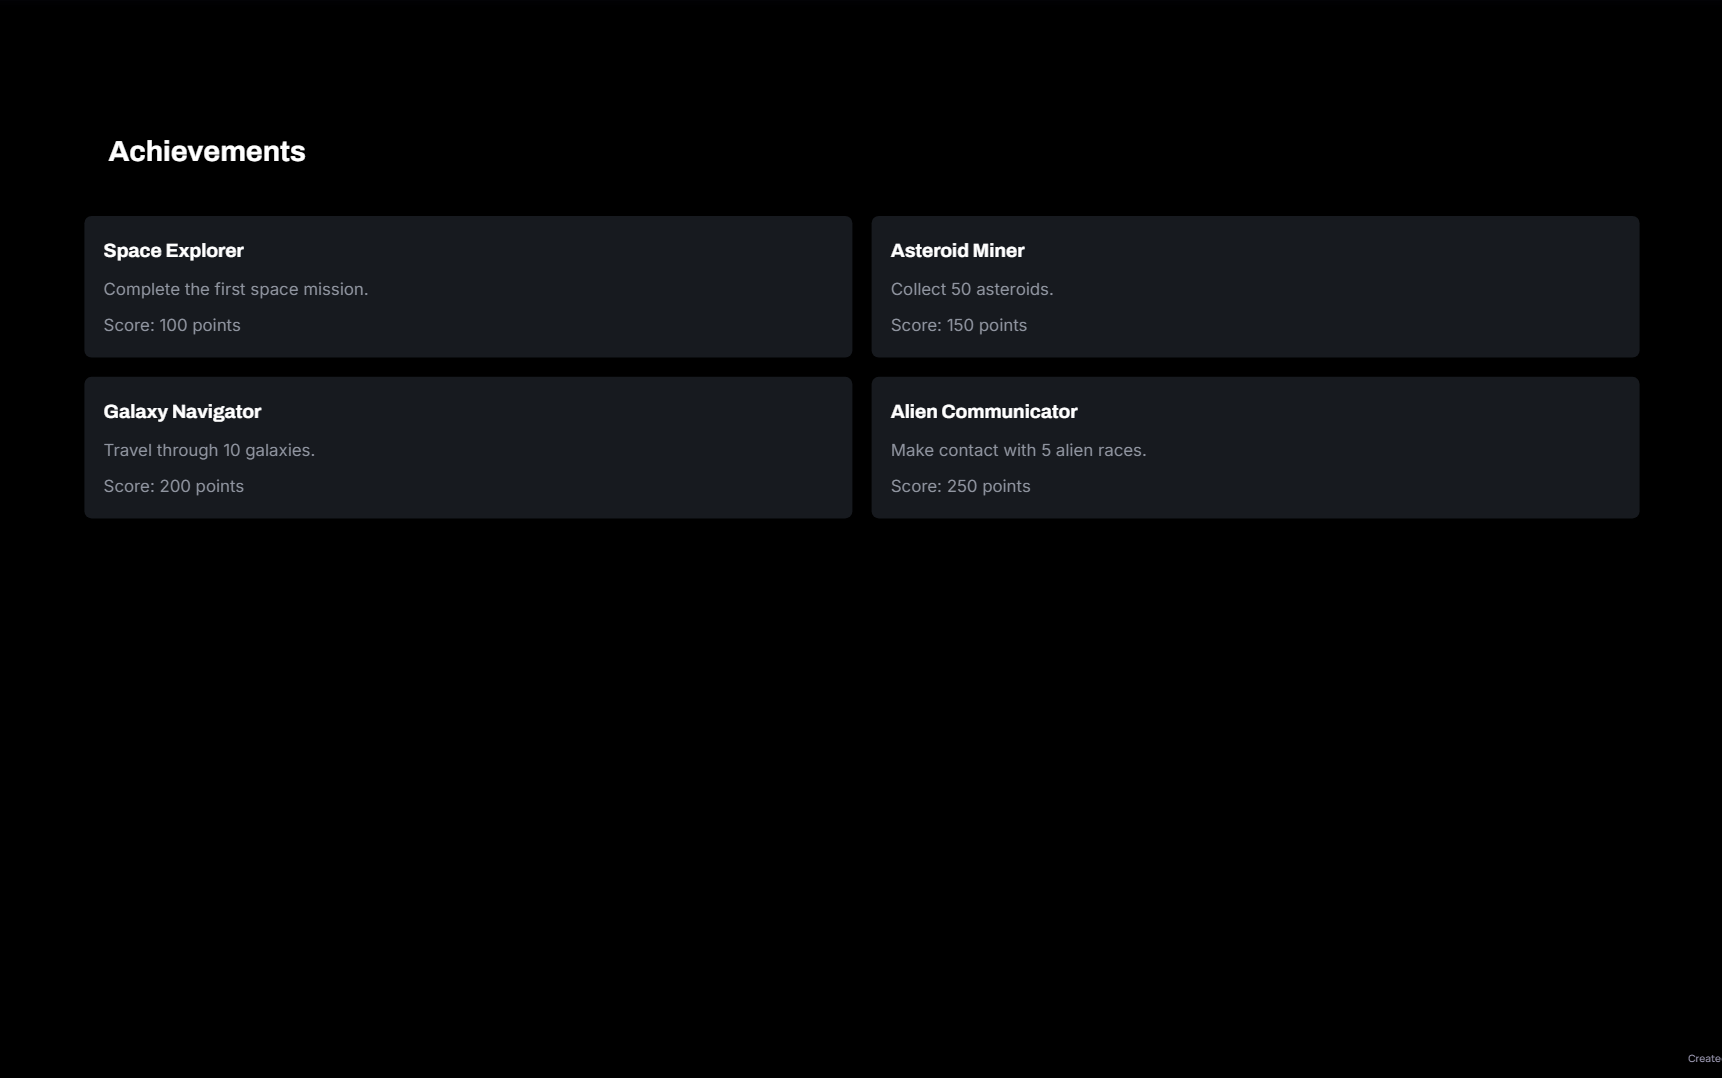 Achievements
Space Explorer
Complete the first space mission.
Score: 100 points
Asteroid Miner
Collect 50 asteroids.
Score: 150 points
Galaxy Navigator
Travel through 10 galaxies.
Score: 200 points
Alien Communicator
Make contact with 5 alien races.
Score: 250 points
Create